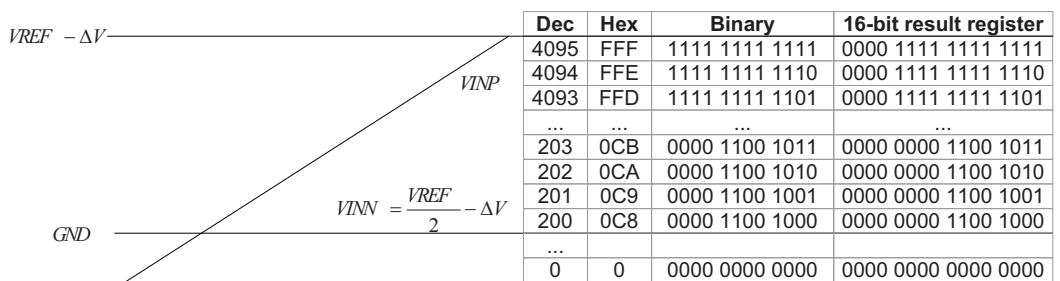 Dec Hex Binary 16-bit result register
VREF − ΔV
4095 FFF 1111 1111 1111 0000 1111 1111 1111
4094 FFE 1111 1111 1110 0000 1111 1111 1110
VINP
4093 FFD 1111 1111 1101 0000 1111 1111 1101
... ... ... ...
203 0CB 0000 1100 1011 0000 0000 1100 1011
202 0CA 0000 1100 1010 0000 0000 1100 1010
VINN = VREF/2 − ΔV
201 0C9 0000 1100 1001 0000 0000 1100 1001
200 0C8 0000 1100 1000 0000 0000 1100 1000
GND
...
0 0 0000 0000 0000 0000 0000 0000 0000